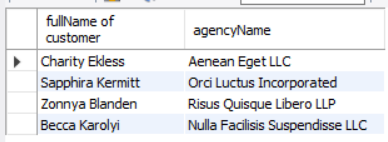 fullName of
customer
agencyName
Charity Ekless Aenean Eget LLC
Sapphira Kermitt Orci Luctus Incorporated
Zonnya Blanden Risus Quisque Libero LLP
Becca Karolyi Nulla Facilisis Suspendisse LLC